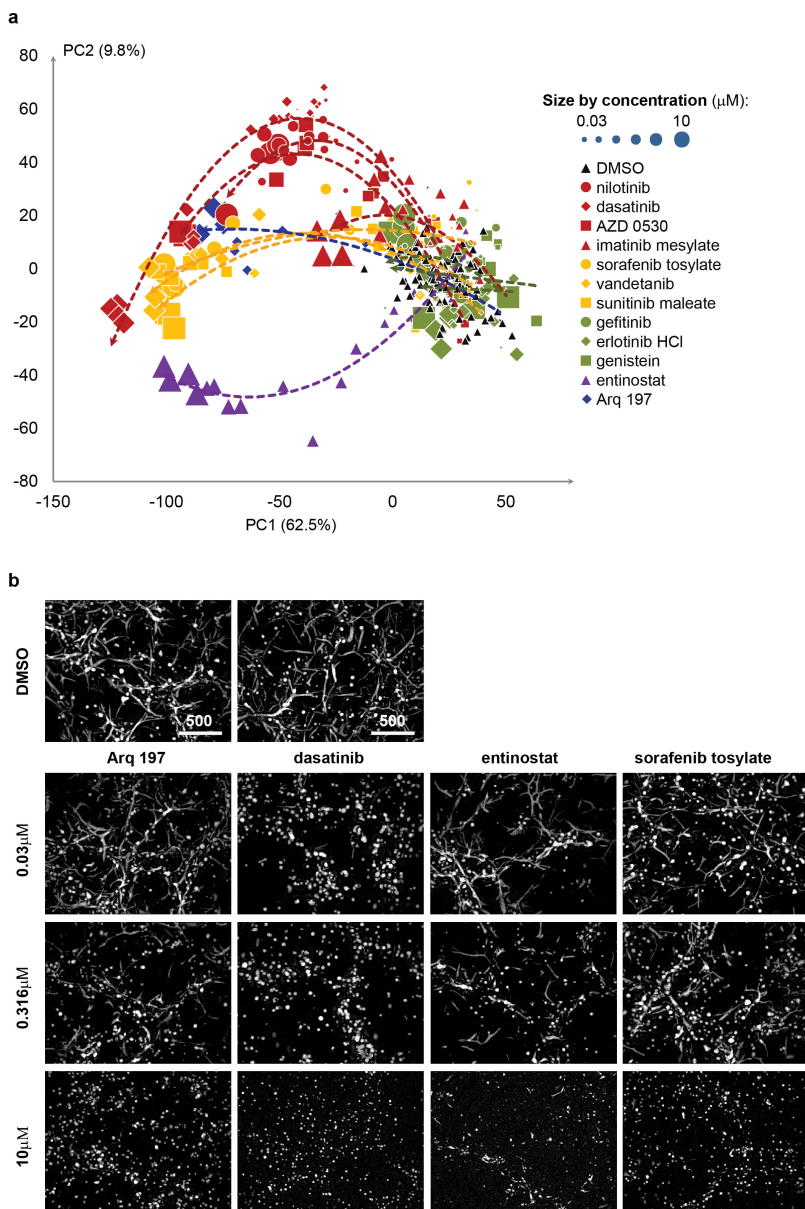 a
PC2 (9.8%)
80
60
40
20
0
-20
-40
-60
-80
-150
-100
-50
0
50
PC1 (62.5%)
Size by concentration (μM):
0.03
10
DMSO
nilotinib
dasatinib
AZD 0530
imatinib mesylate
sorafenib tosylate
vandetanib
sunitinib maleate
gefitinib
erlotinib HCl
genistein
entinostat
Arq 197
b
DMSO
500
500
Arq 197
dasatinib
entinostat
sorafenib tosylate
0.03μM
0.316μM
10μM